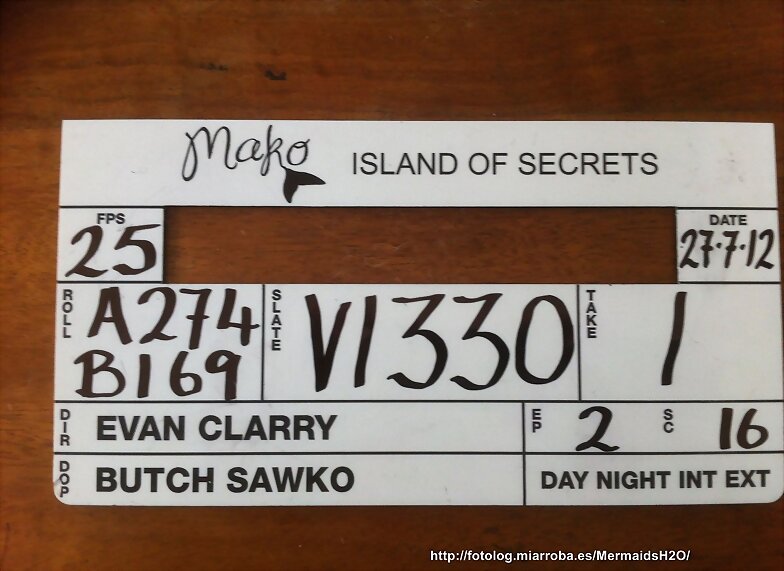 Mako ISLAND OF SECRETS
FPS
25
DATE
27·7·12
ROLL
A274
B169
SLATE
V1330
TAKE
1
DIR
EVAN CLARRY
EP
2
SC
16
DOP
BUTCH SAWKO
DAY NIGHT INT EXT
http://fotolog.miarroba.es/MermaidsH2O/